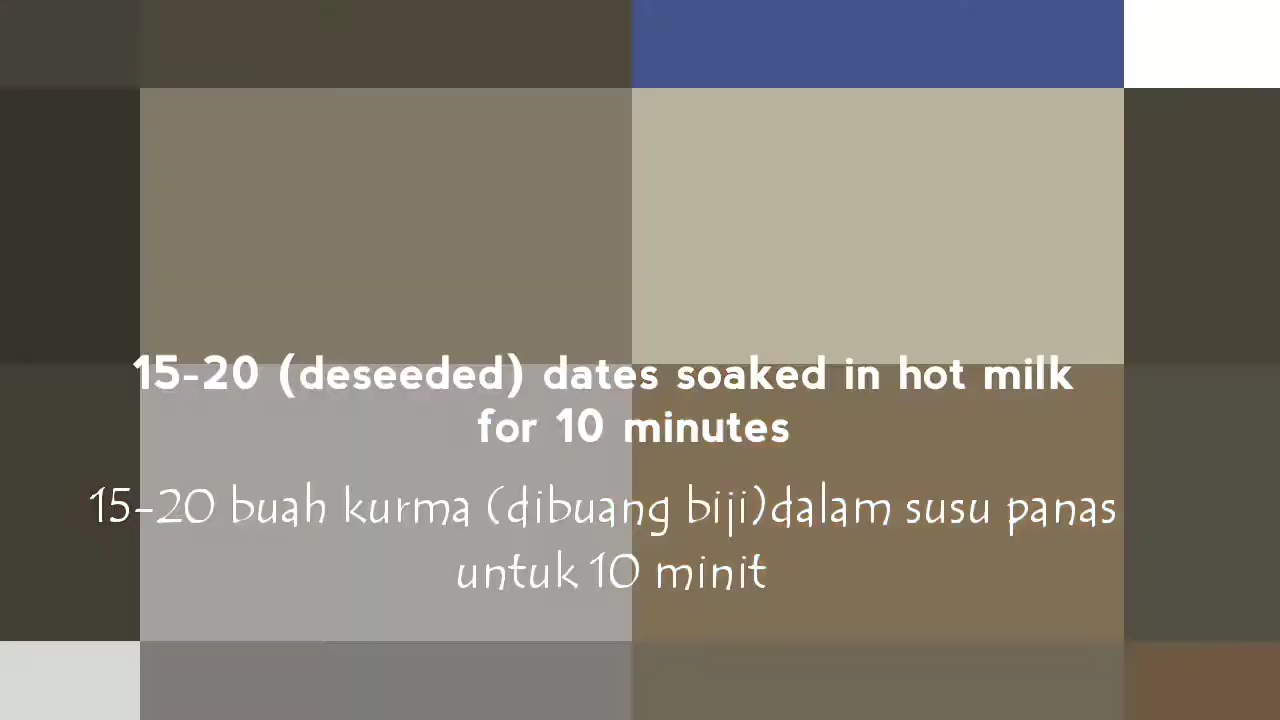 15-20 (deseeded) dates soaked in hot milk
for 10 minutes
15-20 buah kurma (dibuang biji)dalam susu panas
untuk 10 minit